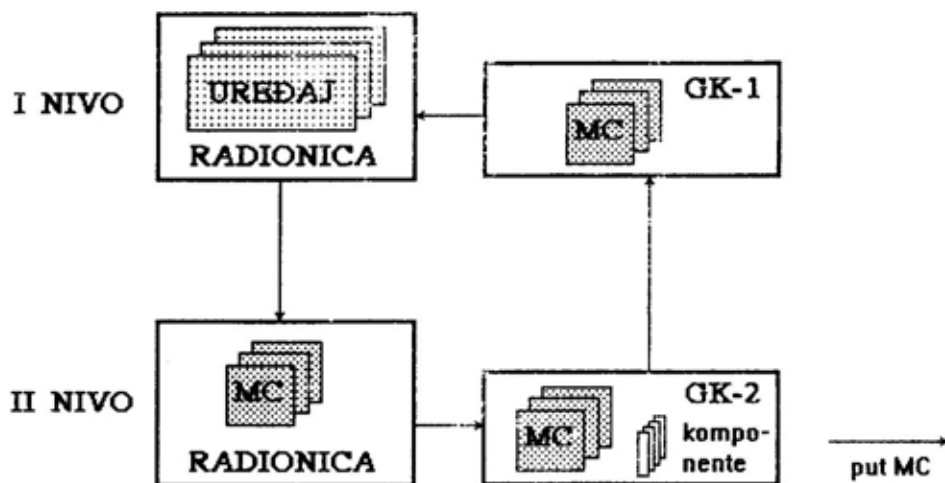 I NIVO
UREĐAJ
RADIONICA
GK-1
MC
II NIVO
MC
RADIONICA
GK-2
MC
kompo-
nente
put MC